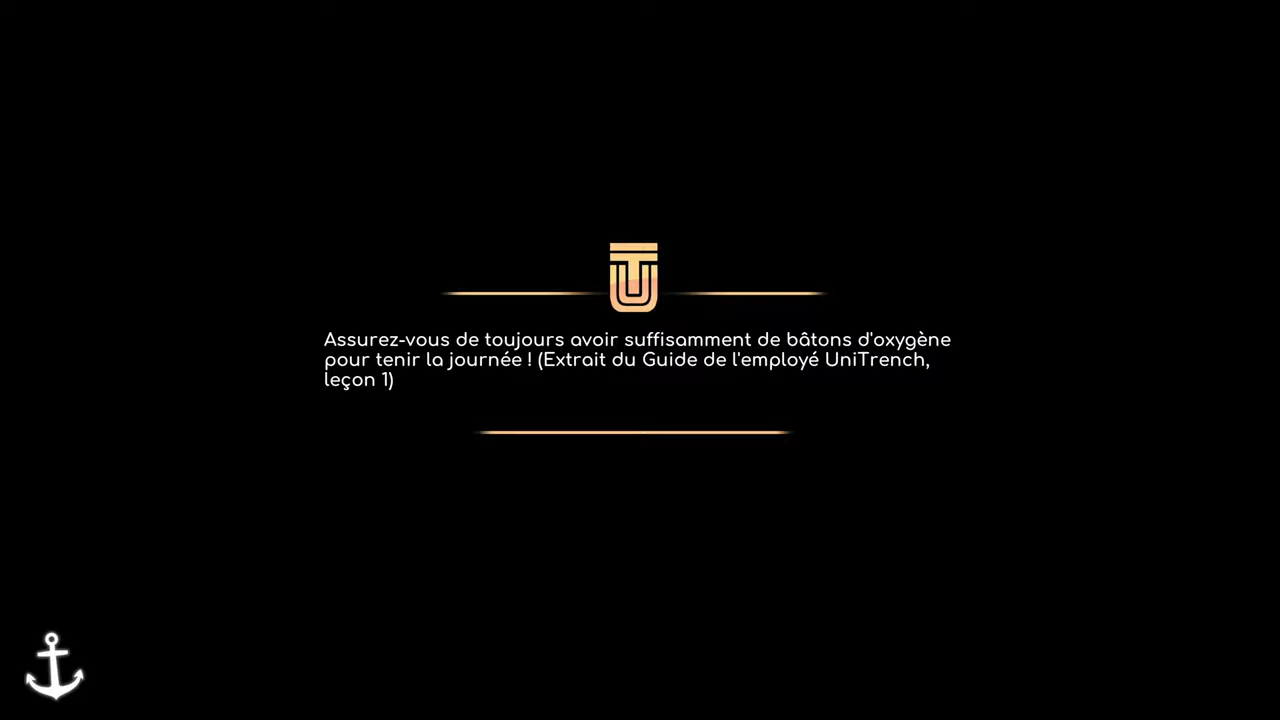 Assurez-vous de toujours avoir suffisamment de bâtons d'oxygène
pour tenir la journée ! (Extrait du Guide de l'employé UniTrench,
leçon 1)